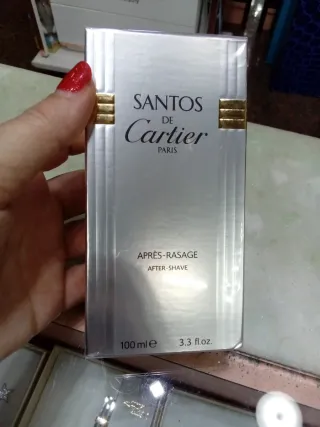 SANTOS
DE
Cartier
PARIS
APRÈS-RASAGE
AFTER-SHAVE
100 ml e 3.3 fl.oz.